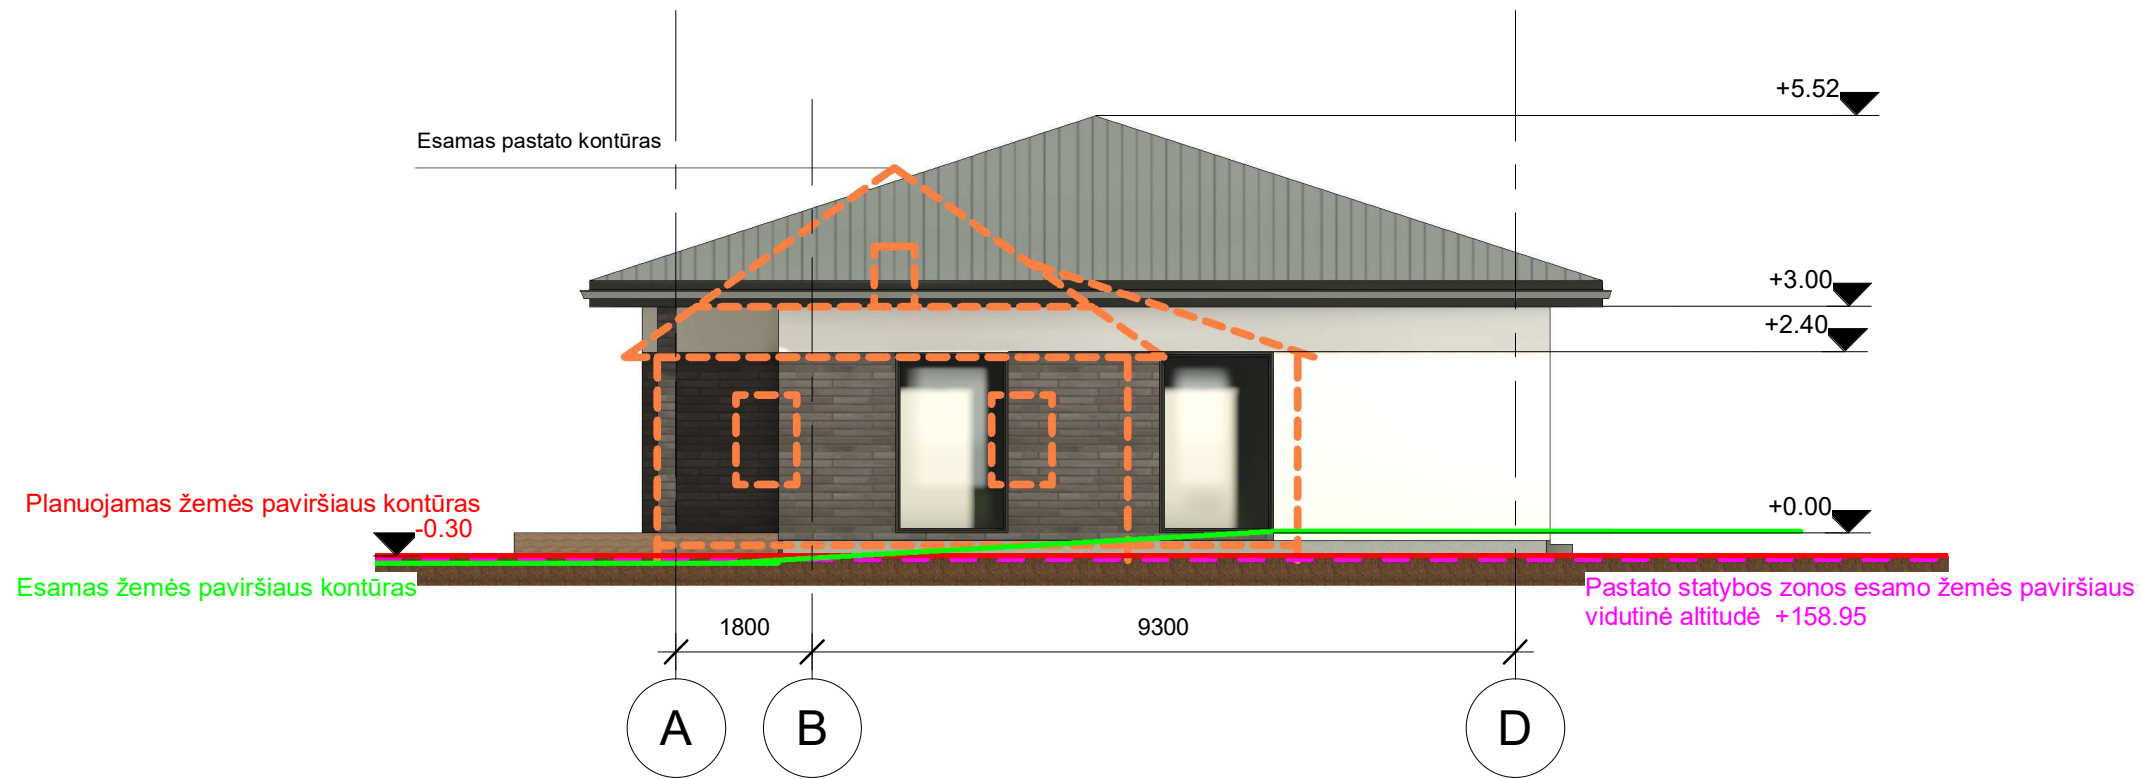 +5.52
Esamas pastato kontūras
+3.00
+2.40
Planuojamas žemės paviršiaus kontūras
-0.30
+0.00
Esamas žemės paviršiaus kontūras
Pastato statybos zonos esamo žemės paviršiaus
vidutinė altitudė +158.95
1800
9300
A
B
D